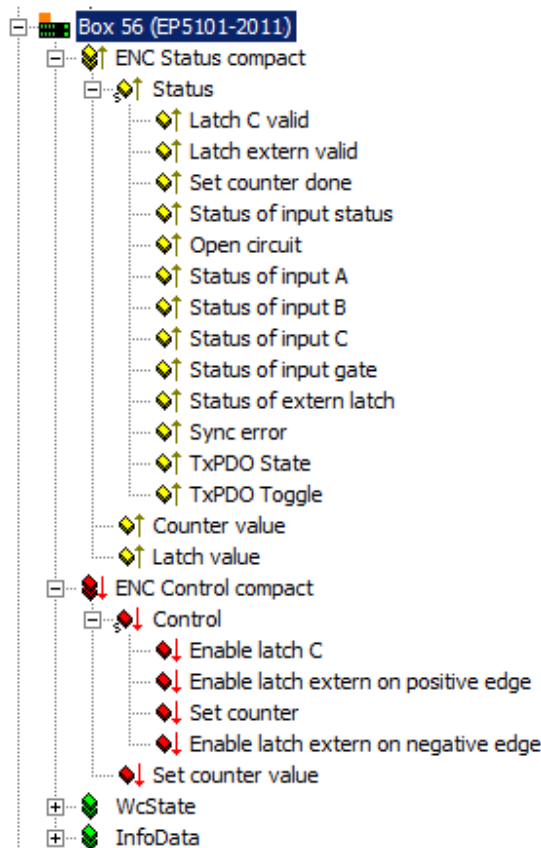 Box 56 (EP5101-2011)
ENC Status compact
Status
Latch C valid
Latch extern valid
Set counter done
Status of input status
Open circuit
Status of input A
Status of input B
Status of input C
Status of input gate
Status of extern latch
Sync error
TxPDO State
TxPDO Toggle
Counter value
Latch value
ENC Control compact
Control
Enable latch C
Enable latch extern on positive edge
Set counter
Enable latch extern on negative edge
Set counter value
WcState
InfoData